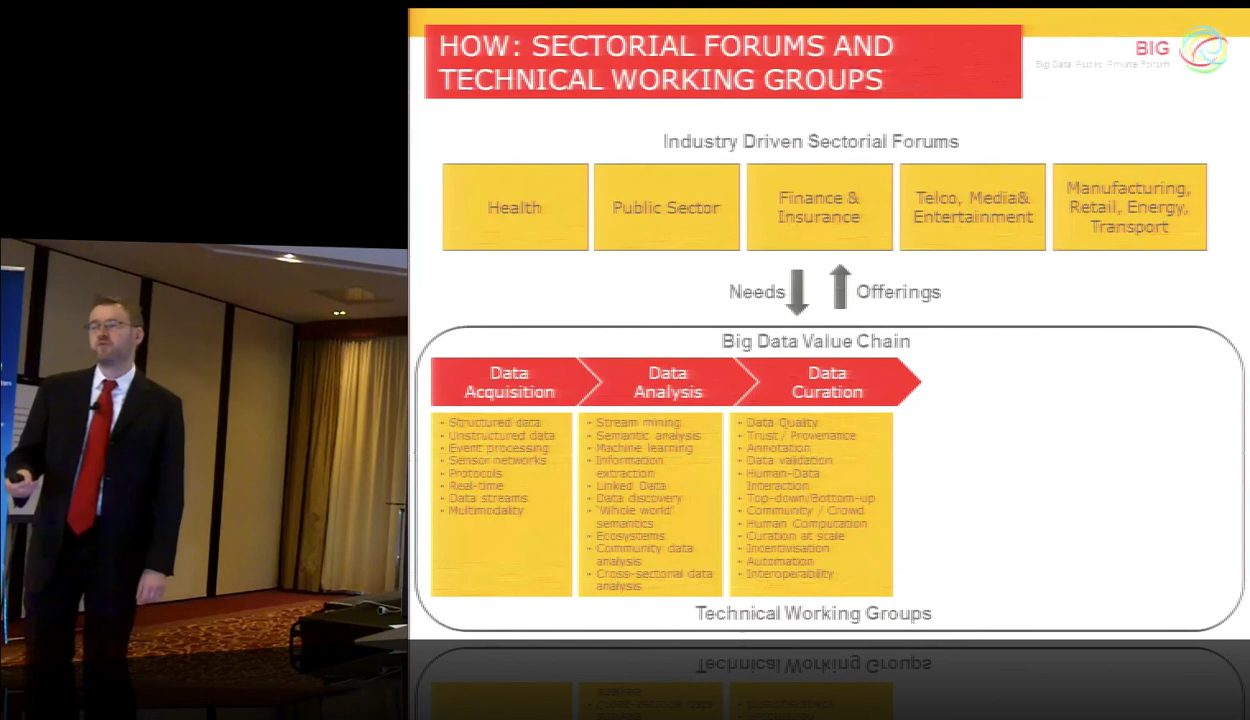 HOW: SECTORIAL FORUMS AND
TECHNICAL WORKING GROUPS
BIG
Big Data Public Private Forum
Industry Driven Sectorial Forums
Health
Public Sector
Finance &
Insurance
Telco, Media&
Entertainment
Manufacturing,
Retail, Energy,
Transport
Needs
Offerings
Big Data Value Chain
Data
Acquisition
Data
Analysis
Data
Curation
• Structured data
• Unstructured data
• Event processing
• Sensor networks
• Protocols
• Real-time
• Data streams
• Multimodality
• Stream mining
• Semantic analysis
• Machine learning
• Information
extraction
• Linked Data
• Data discovery
• 'Whole world'
semantics
• Ecosystems
• Community data
analysis
• Cross-sectorial data
analysis
• Data Quality
• Trust / Provenance
• Annotation
• Data validation
• Human-Data
Interaction
• Top-down/Bottom-up
• Community / Crowd
• Human Computation
• Curation at scale
• Incentivisation
• Automation
• Interoperability
Technical Working Groups